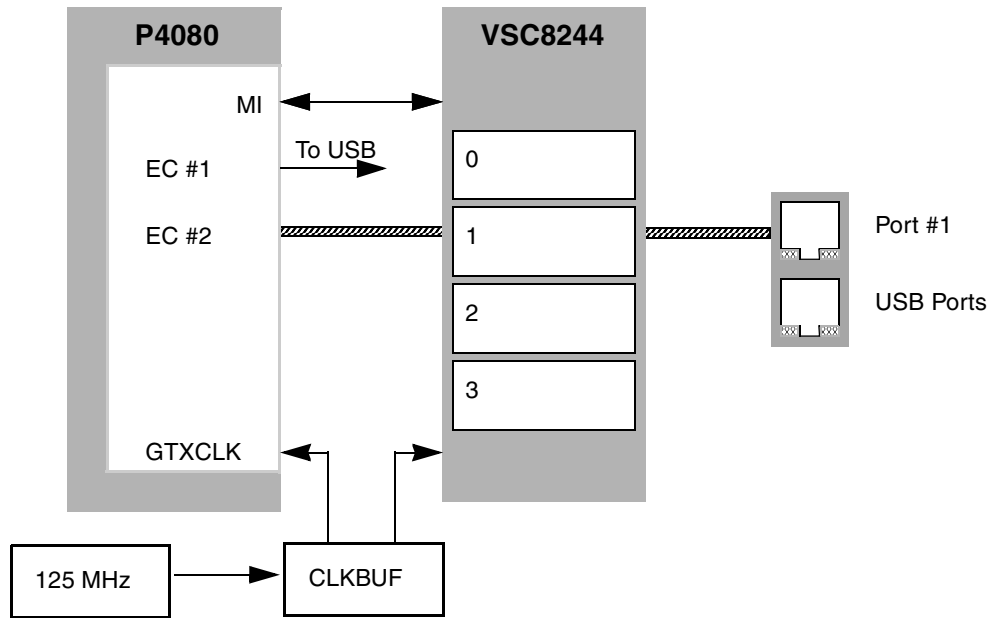 P4080
VSC8244
MI
To USB
EC #1
0
EC #2
1
Port #1
2
USB Ports
3
GTXCLK
125 MHz
CLKBUF